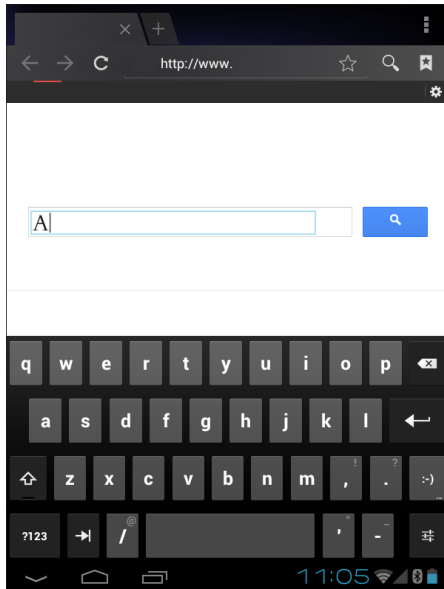 http://www.
A
q w e r t y u i o p
a s d f g h j k l
! ?
z x c v b n m , . :-)
@ "  _
?123 / ' -
11:05